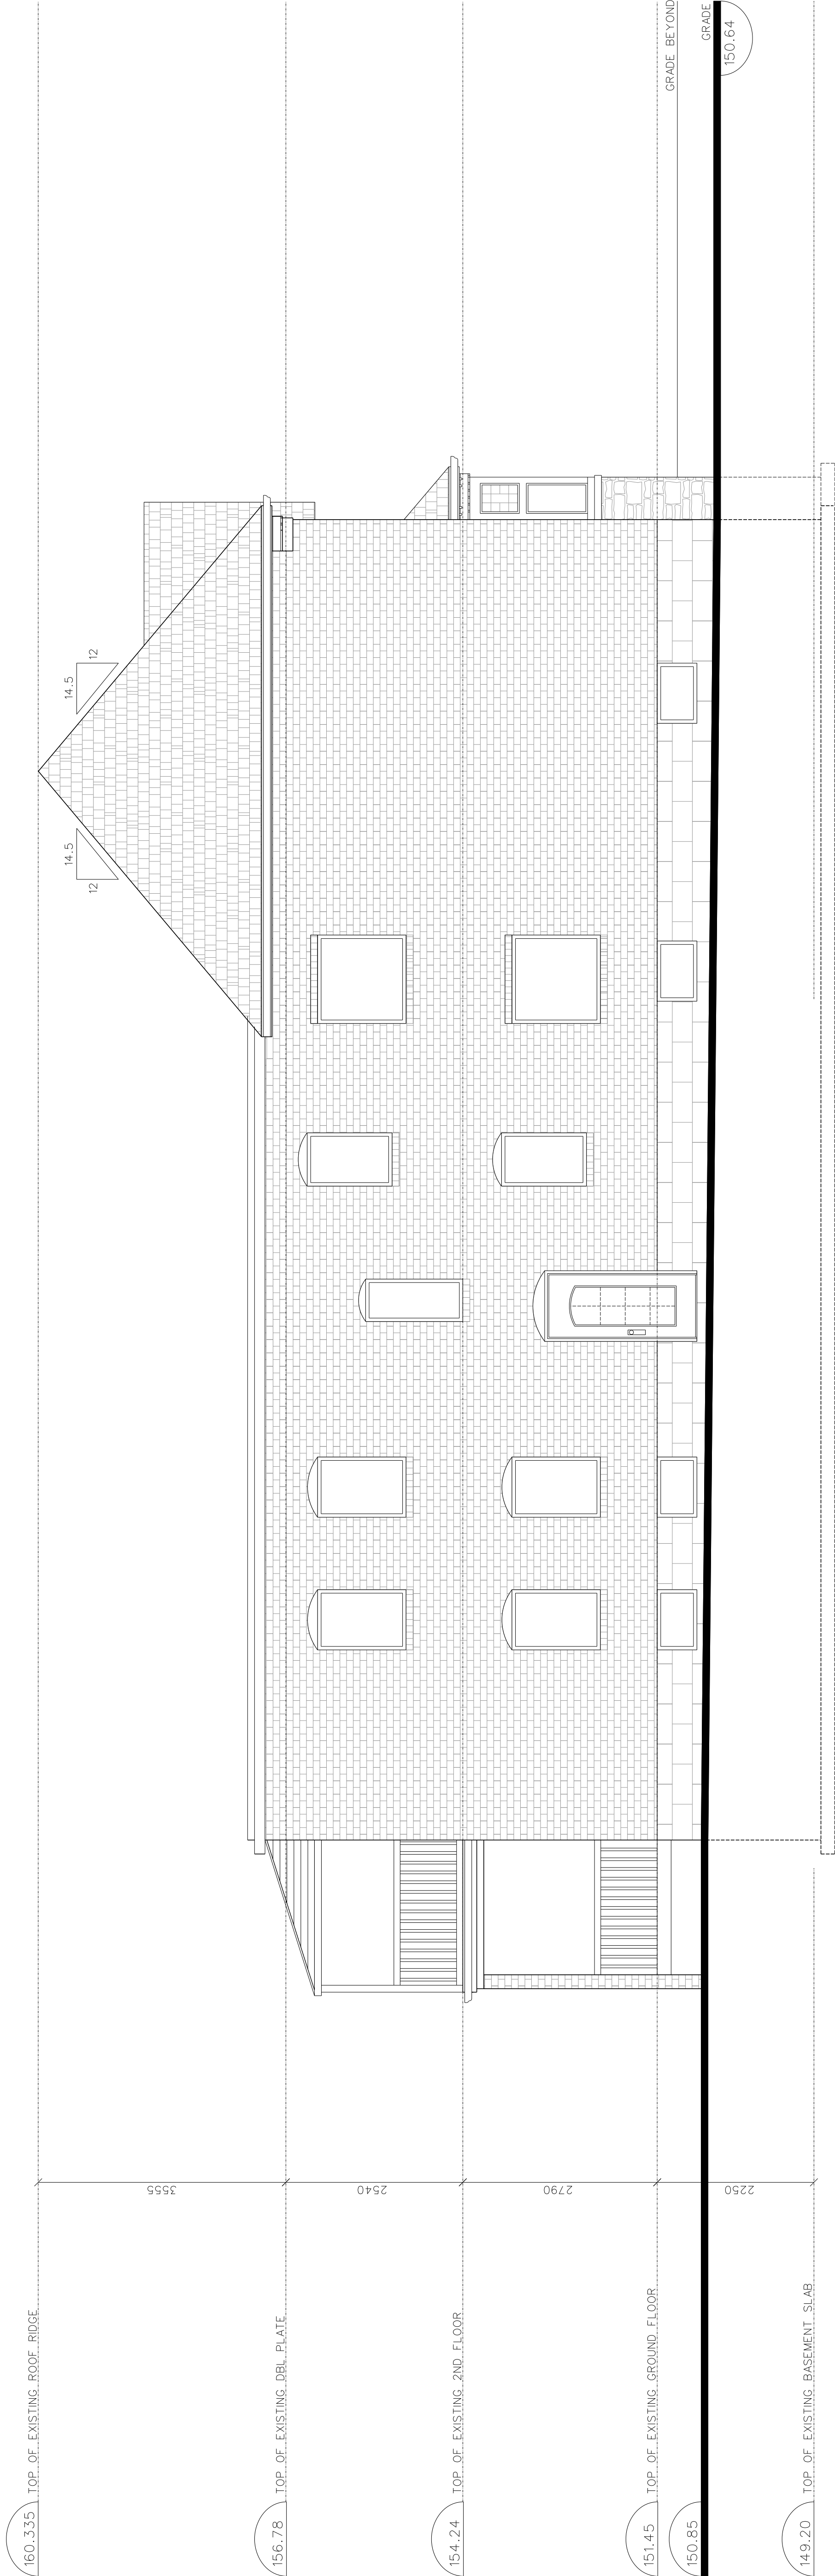 160.335 TOP OF EXISTING ROOF RIDGE
156.78 TOP OF EXISTING DBL PLATE
154.24 TOP OF EXISTING 2ND FLOOR
151.45 TOP OF EXISTING GROUND FLOOR
150.85
149.20 TOP OF EXISTING BASEMENT SLAB
3555
2540
2790
2250
12
14.5
14.5
12
GRADE BEYOND
GRADE
150.64